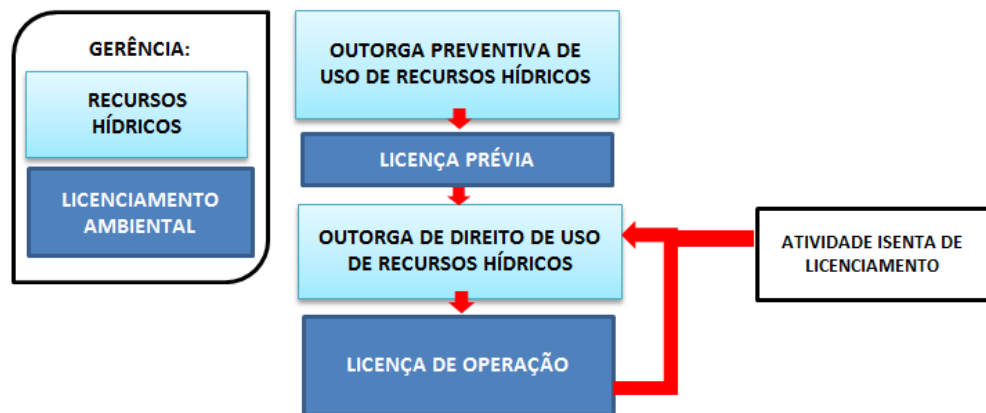 GERÊNCIA:
RECURSOS
HÍDRICOS
LICENCIAMENTO
AMBIENTAL
OUTORGA PREVENTIVA DE
USO DE RECURSOS HÍDRICOS
LICENÇA PRÉVIA
OUTORGA DE DIREITO DE USO
DE RECURSOS HÍDRICOS
LICENÇA DE OPERAÇÃO
ATIVIDADE ISENTA DE
LICENCIAMENTO